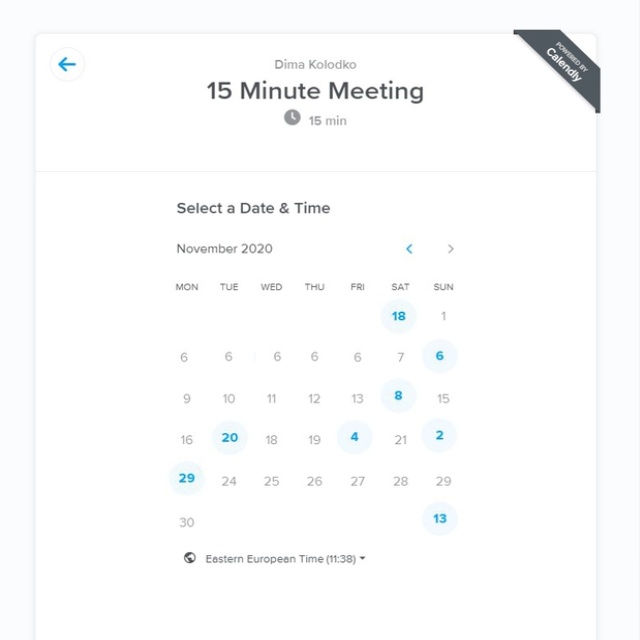 POWERED BY
Calendly
Dima Kolodko
15 Minute Meeting
15 min
Select a Date & Time
November 2020
MON TUE WED THU FRI SAT SUN
18 1
6 6 6 6 6 7 6
9 10 11 12 13 8 15
16 20 18 19 4 21 2
29 24 25 26 27 28 29
30 13
Eastern European Time (11:38)